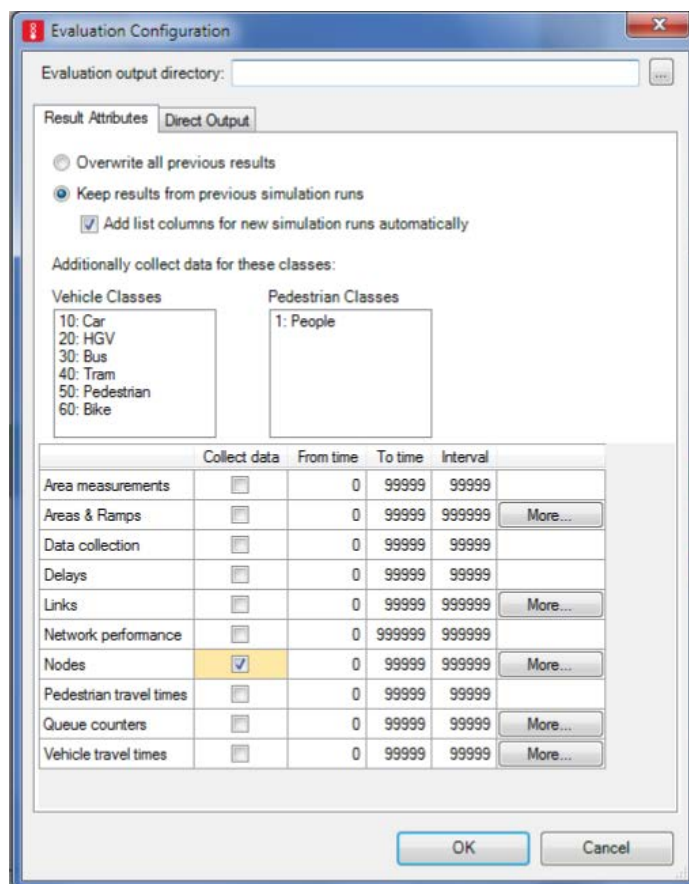 Evaluation Configuration
x
Evaluation output directory: ...
Result Attributes Direct Output
Overwrite all previous results
Keep results from previous simulation runs
Add list columns for new simulation runs automatically
Additionally collect data for these classes:
Vehicle Classes Pedestrian Classes
10: Car 1: People
20: HGV
30: Bus
40: Tram
50: Pedestrian
60: Bike
Collect data From time To time Interval
Area measurements 0 99999 99999
Areas & Ramps 0 99999 999999 More...
Data collection 0 99999 99999
Delays 0 99999 99999
Links 0 99999 999999 More...
Network performance 0 999999 999999
Nodes 0 99999 999999 More...
Pedestrian travel times 0 99999 99999
Queue counters 0 99999 99999 More...
Vehicle travel times 0 99999 99999 More...
OK Cancel